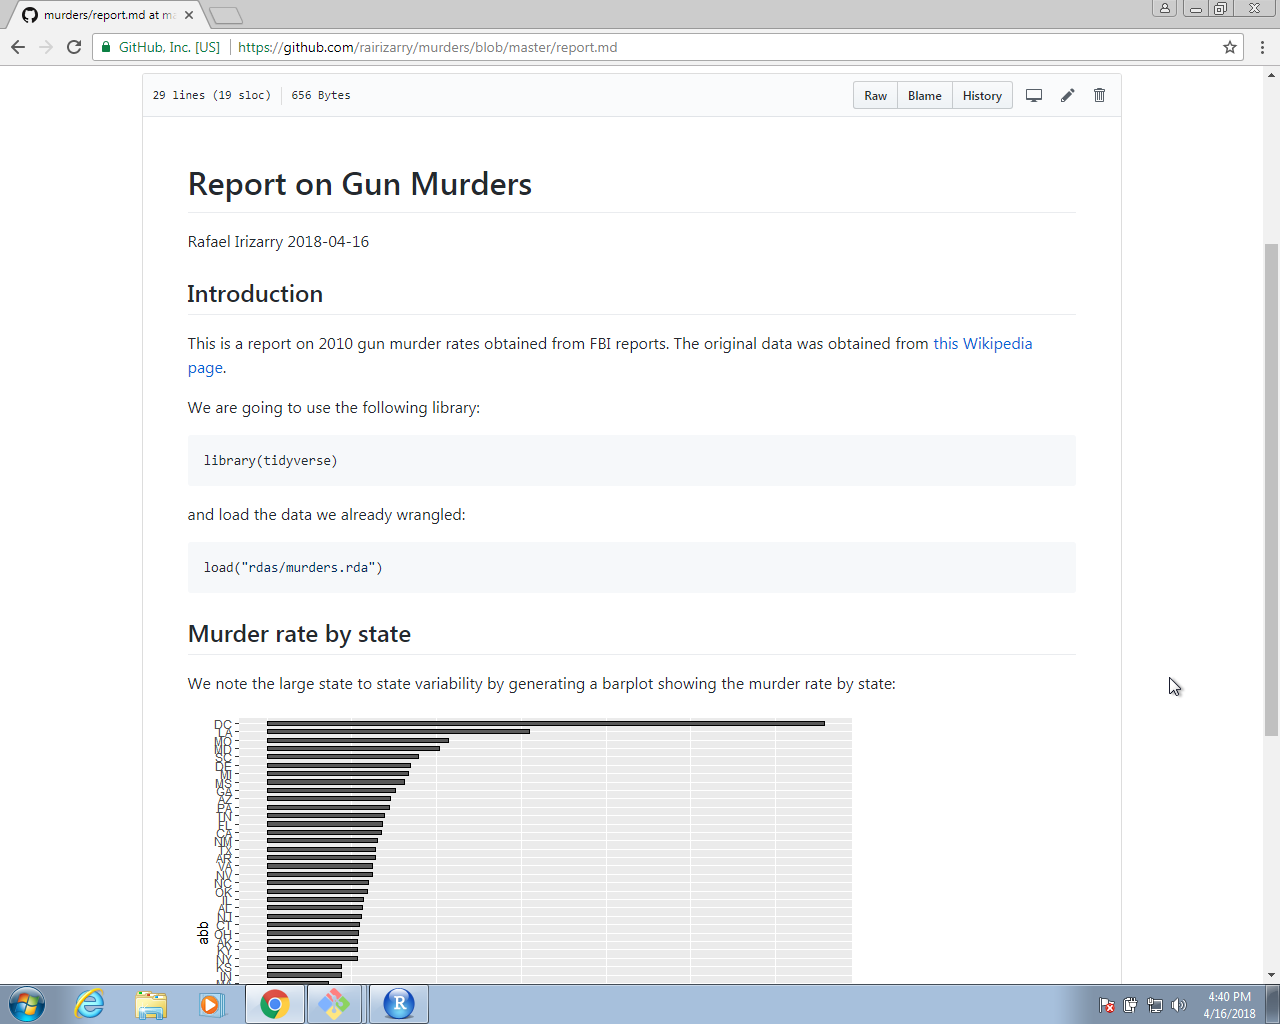 murders/report.md at ma
GitHub, Inc. [US] https://github.com/rairizarry/murders/blob/master/report.md
29 lines (19 sloc) 656 Bytes Raw Blame History
Report on Gun Murders
Rafael Irizarry 2018-04-16
Introduction
This is a report on 2010 gun murder rates obtained from FBI reports. The original data was obtained from this Wikipedia
page.
We are going to use the following library:
library(tidyverse)
and load the data we already wrangled:
load("rdas/murders.rda")
Murder rate by state
We note the large state to state variability by generating a barplot showing the murder rate by state:
DC
LA
MO
MD
SC
DE
MI
MS
GA
AZ
PA
TN
FL
CA
NM
TX
AR
VA
NV
NC
OK
IL
AL
NJ
CT
OH
AK
KY
NY
KS
IN
MA
abb
4:40 PM
4/16/2018